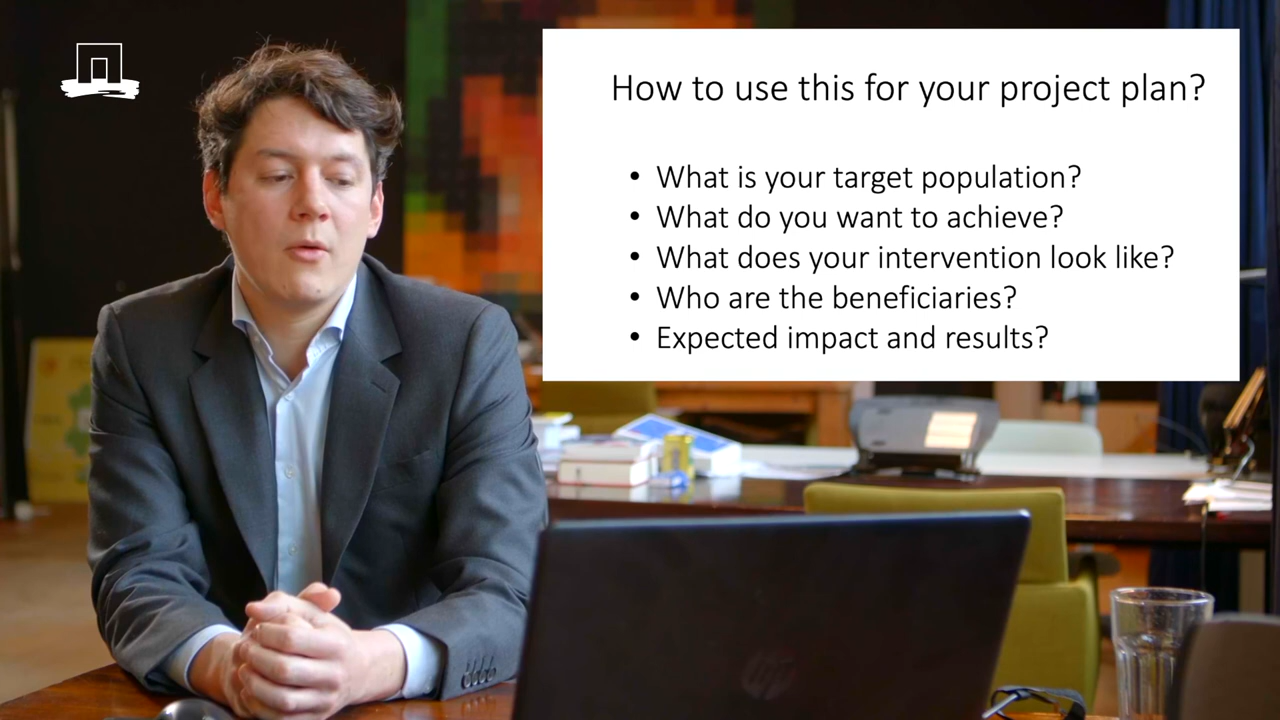 How to use this for your project plan?
• What is your target population?
• What do you want to achieve?
• What does your intervention look like?
• Who are the beneficiaries?
• Expected impact and results?
hp